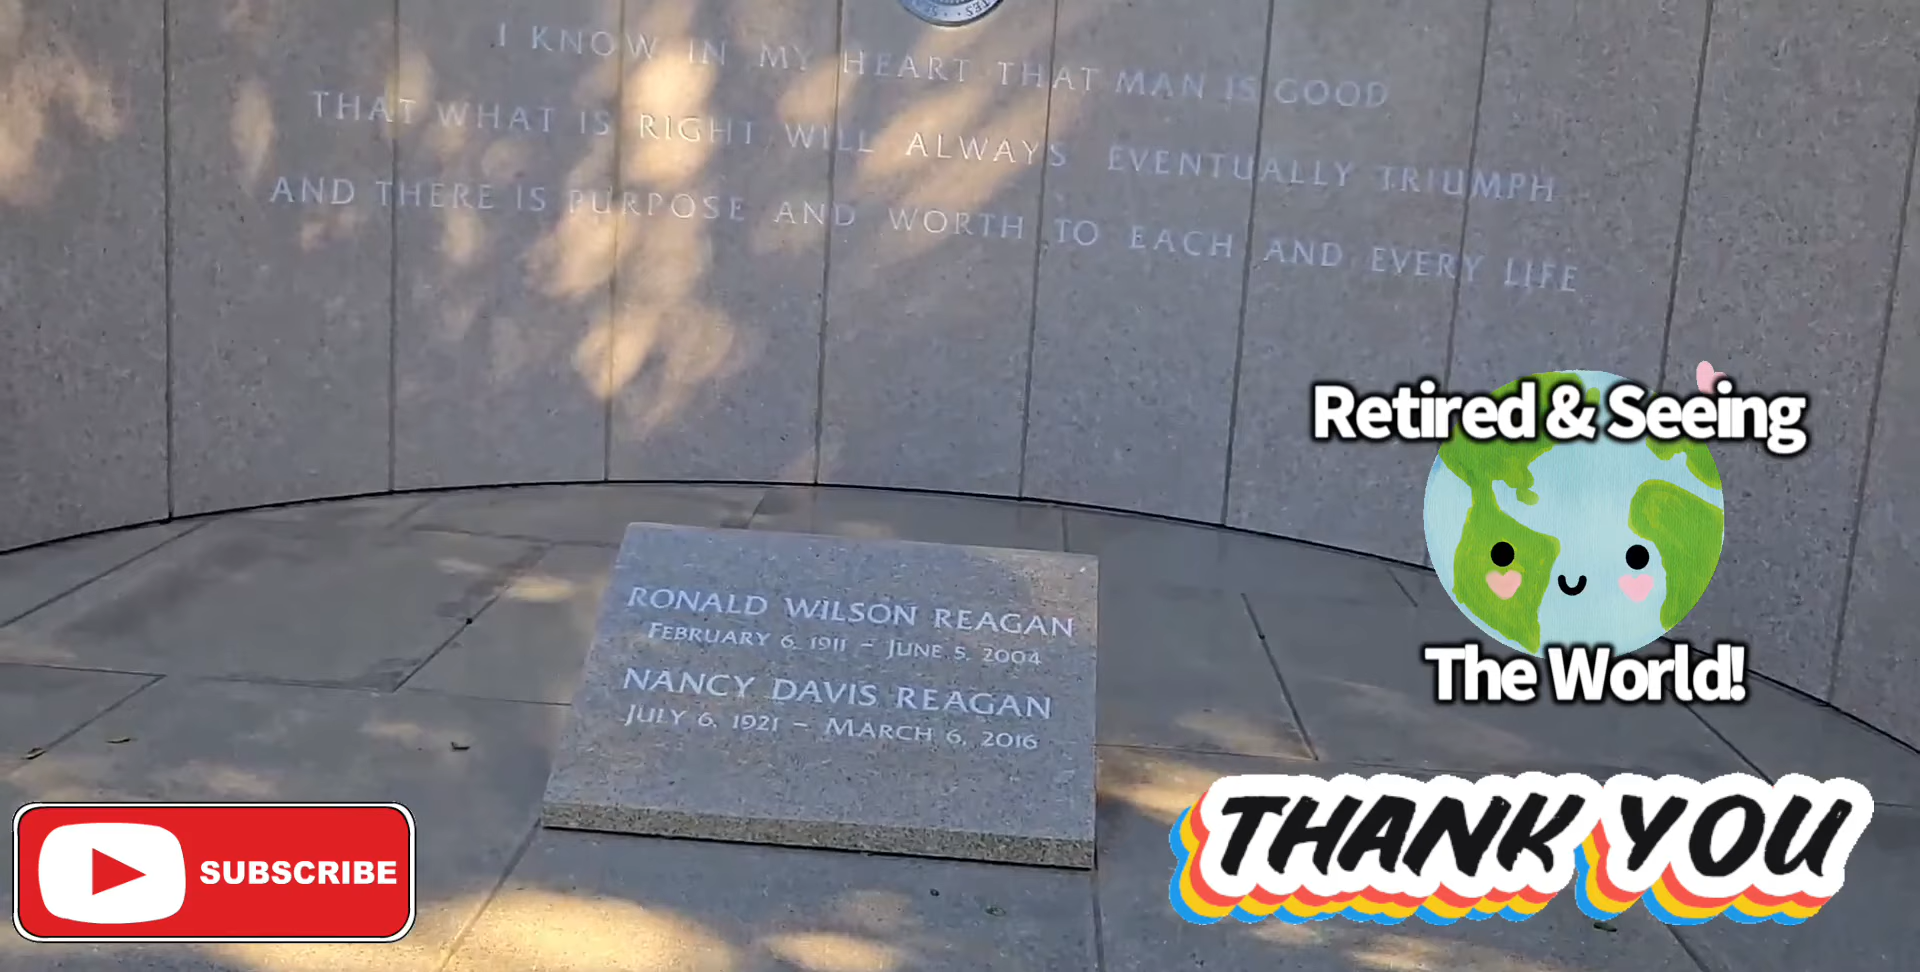 I KNOW IN MY HEART THAT MAN IS GOOD
THAT WHAT IS RIGHT WILL ALWAYS EVENTUALLY TRIUMPH
AND THERE IS PURPOSE AND WORTH TO EACH AND EVERY LIFE
Retired & Seeing
The World!
RONALD WILSON REAGAN
FEBRUARY 6, 1911 – JUNE 5, 2004
NANCY DAVIS REAGAN
JULY 6, 1921 – MARCH 6, 2016
SUBSCRIBE
THANK YOU